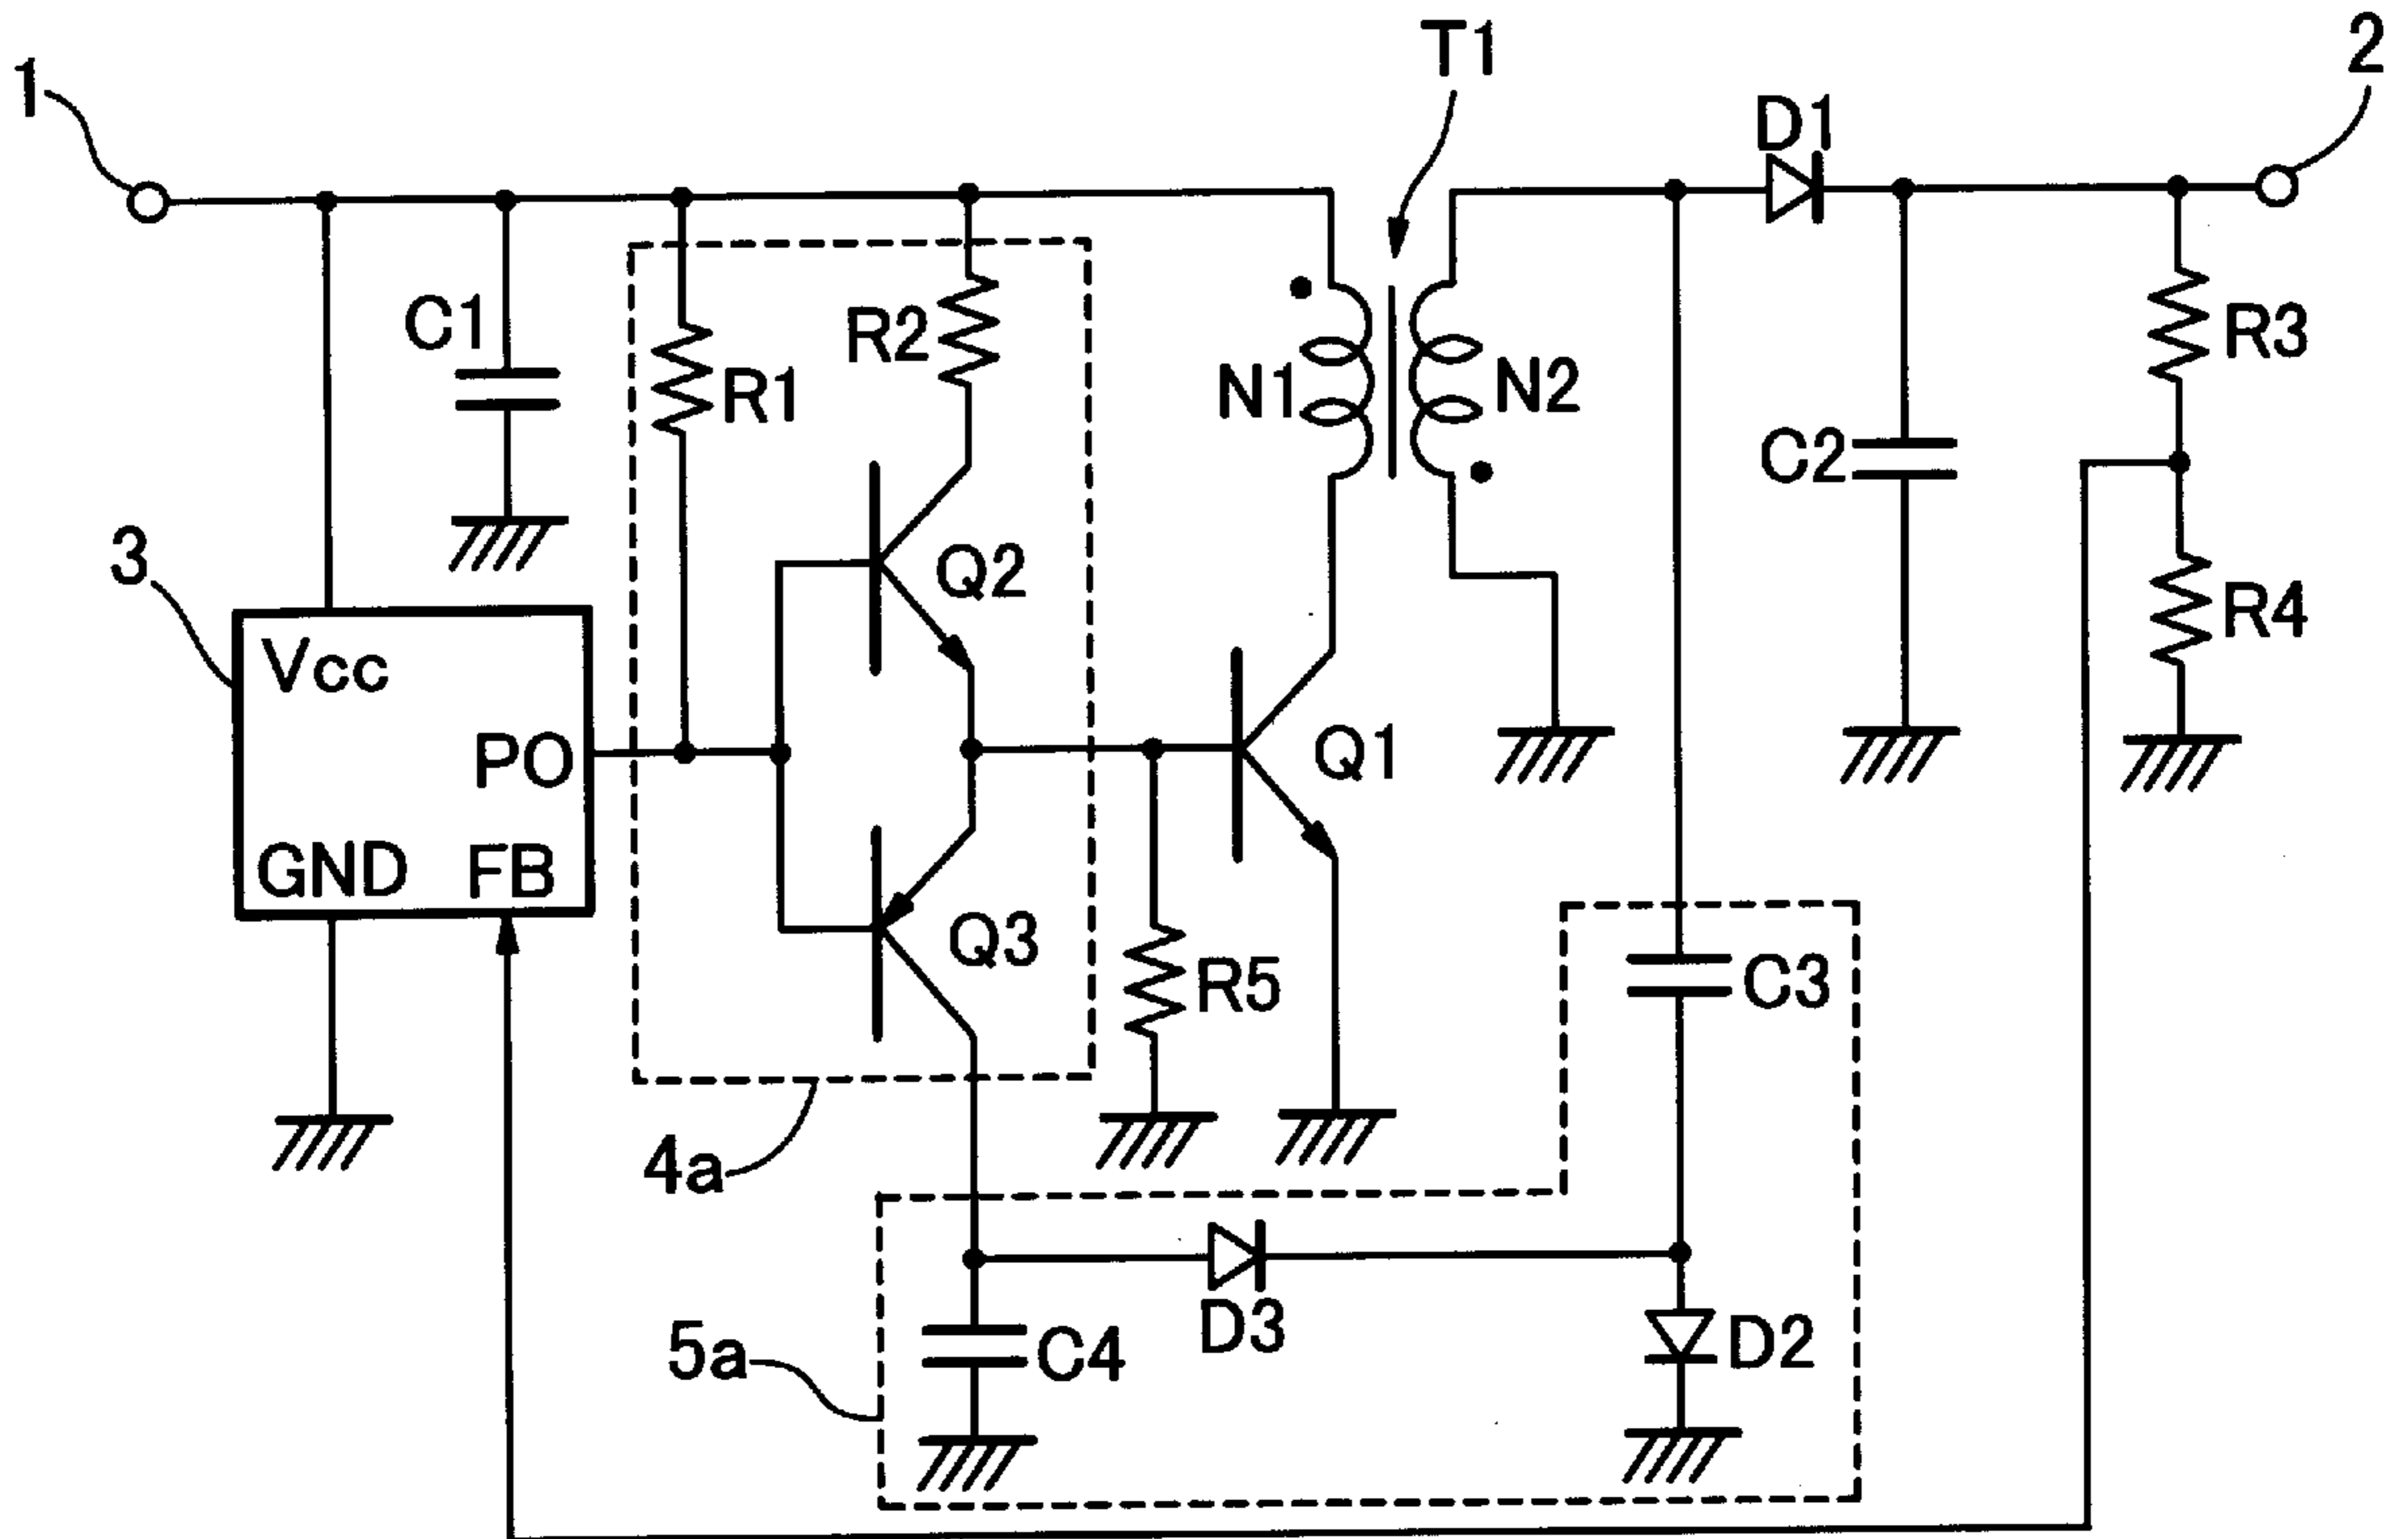 1
T1
2
D1
C1
R2
R3
R1
N1
N2
C2
3
Q2
R4
Vcc
PO
Q1
GND
FB
Q3
R5
C3
4a
5a
D3
C4
D2